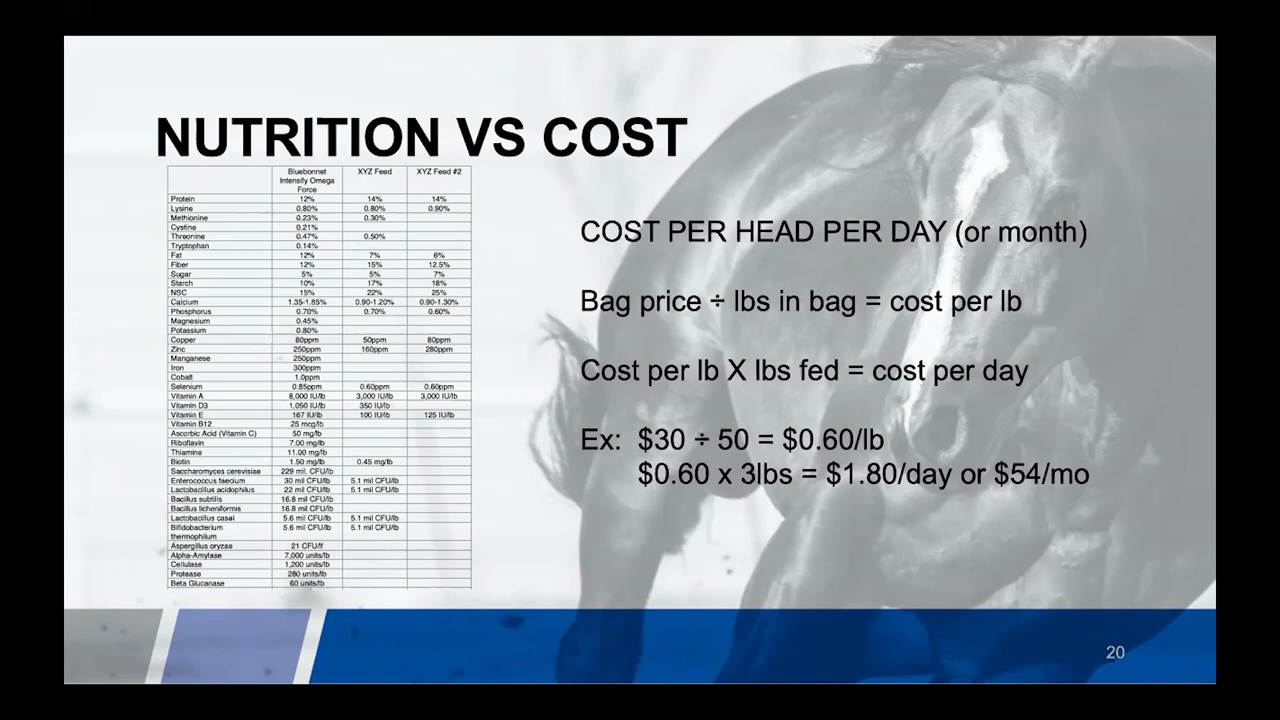 NUTRITION VS COST
Bluebonnet Intensify Omega Force XYZ Feed XYZ Feed #2
Protein 12% 14% 14%
Lysine 0.80% 0.80% 0.90%
Methionine 0.23% 0.30%
Cystine 0.21%
Threonine 0.47% 0.50%
Tryptophan 0.14%
Fat 12% 7% 6%
Fiber 12% 15% 12.5%
Sugar 5% 5% 7%
Starch 10% 17% 18%
NSC 15% 22% 25%
Calcium 1.35-1.85% 0.90-1.20% 0.90-1.30%
Phosphorus 0.70% 0.70% 0.60%
Magnesium 0.45%
Potassium 0.80%
Copper 80ppm 50ppm 80ppm
Zinc 250ppm 160ppm 280ppm
Manganese 250ppm
Iron 300ppm
Cobalt 1.0ppm
Selenium 0.85ppm 0.60ppm 0.60ppm
Vitamin A 8,000 IU/lb 3,000 IU/lb 3,000 IU/lb
Vitamin D3 1,050 IU/lb 350 IU/lb
Vitamin E 167 IU/lb 100 IU/lb 125 IU/lb
Vitamin B12 25 mcg/lb
Ascorbic Acid (Vitamin C) 50 mg/lb
Riboflavin 7.00 mg/lb
Thiamine 11.00 mg/lb
Biotin 1.50 mg/lb 0.45 mg/lb
Saccharomyces cerevisiae 229 mil. CFU/lb
Enterococcus faecium 30 mil CFU/lb 5.1 mil CFU/lb
Lactobacillus acidophilus 22 mil CFU/lb 5.1 mil CFU/lb
Bacillus subtilis 16.8 mil CFU/lb
Bacillus licheniformis 16.8 mil CFU/lb
Lactobacillus casei 5.6 mil CFU/lb 5.1 mil CFU/lb
Bifidobacterium thermophilum 5.6 mil CFU/lb 5.1 mil CFU/lb
Aspergillus oryzae 21 CFU/lf
Alpha-Amylase 7,000 units/lb
Cellulase 1,200 units/lb
Protease 280 units/lb
Beta Glucanase 60 units/lb
COST PER HEAD PER DAY (or month)
Bag price ÷ lbs in bag = cost per lb
Cost per lb X lbs fed = cost per day
Ex: $30 ÷ 50 = $0.60/lb
$0.60 x 3lbs = $1.80/day or $54/mo
20